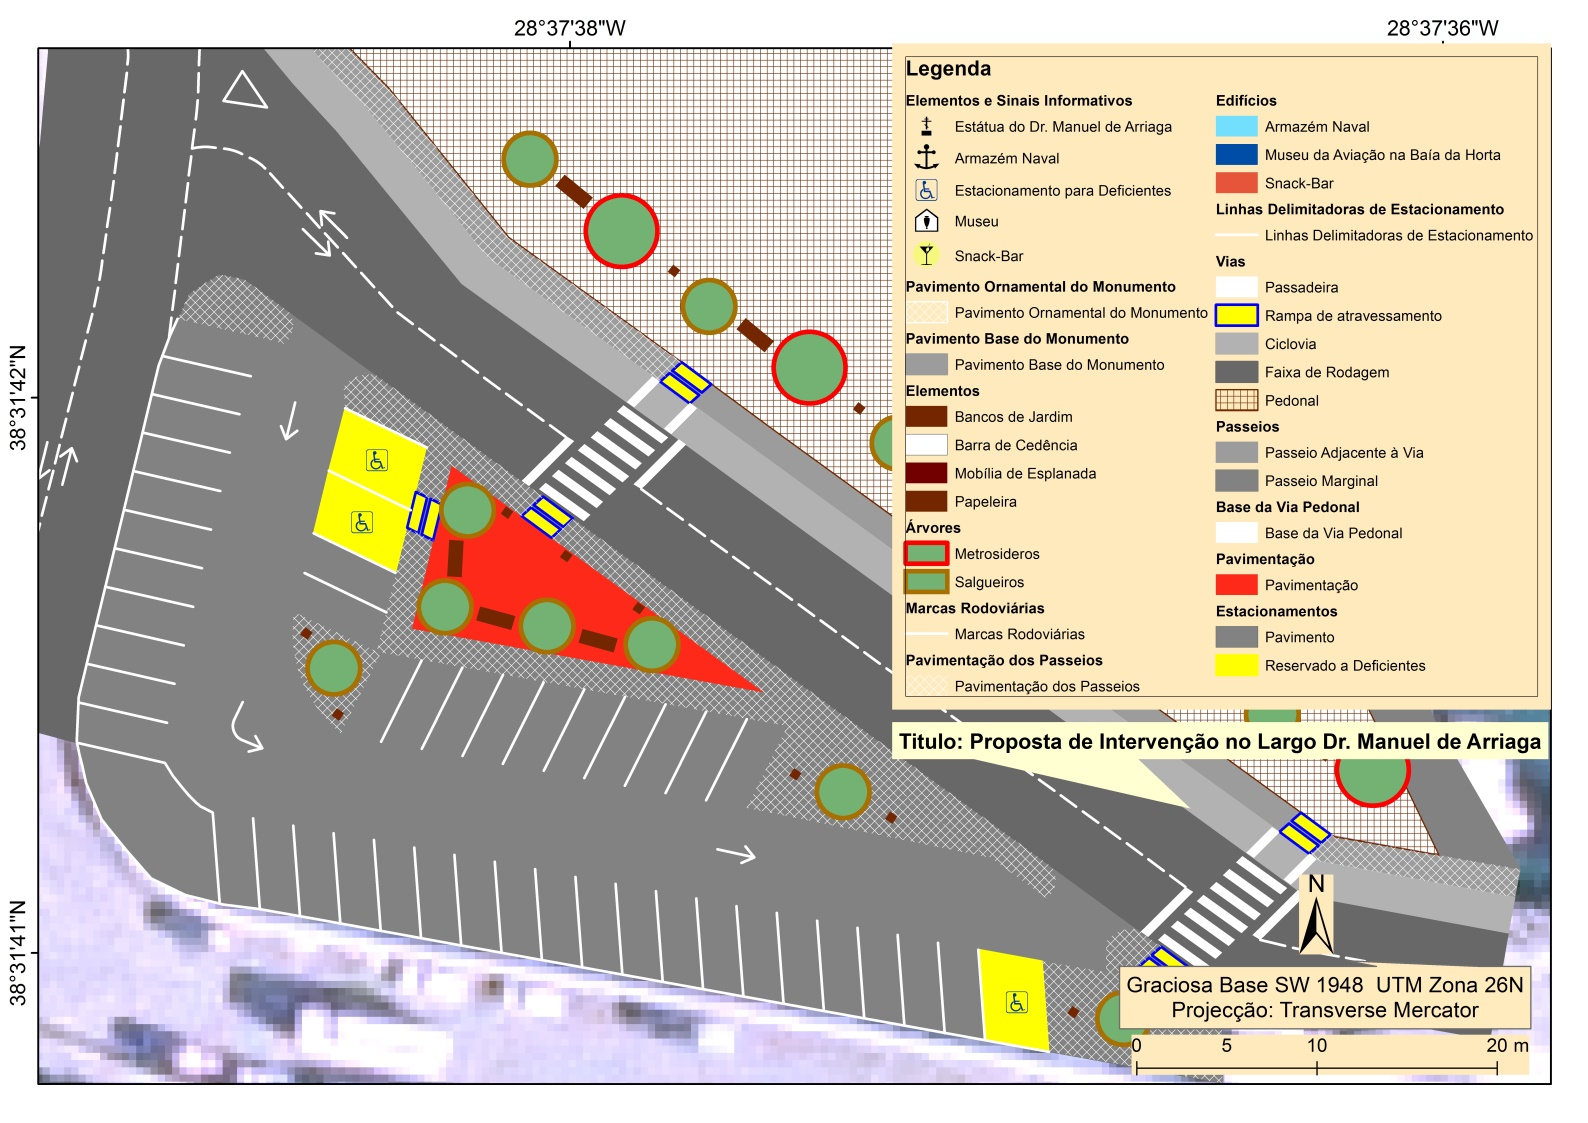 28°37'38"W
28°37'36"W
38°31'42"N
38°31'41"N
Legenda
Elementos e Sinais Informativos
Estátua do Dr. Manuel de Arriaga
Armazém Naval
Estacionamento para Deficientes
Museu
Snack-Bar
Pavimento Ornamental do Monumento
Pavimento Ornamental do Monumento
Pavimento Base do Monumento
Pavimento Base do Monumento
Elementos
Bancos de Jardim
Barra de Cedência
Mobília de Esplanada
Papeleira
Árvores
Metrosideros
Salgueiros
Marcas Rodoviárias
Marcas Rodoviárias
Pavimentação dos Passeios
Pavimentação dos Passeios
Edifícios
Armazém Naval
Museu da Aviação na Baía da Horta
Snack-Bar
Linhas Delimitadoras de Estacionamento
Linhas Delimitadoras de Estacionamento
Vias
Passadeira
Rampa de atravessamento
Ciclovia
Faixa de Rodagem
Pedonal
Passeios
Passeio Adjacente à Via
Passeio Marginal
Base da Via Pedonal
Base da Via Pedonal
Pavimentação
Pavimentação
Estacionamentos
Pavimento
Reservado a Deficientes
Titulo: Proposta de Intervenção no Largo Dr. Manuel de Arriaga
N
Graciosa Base SW 1948 UTM Zona 26N
Projecção: Transverse Mercator
0 5 10 20 m